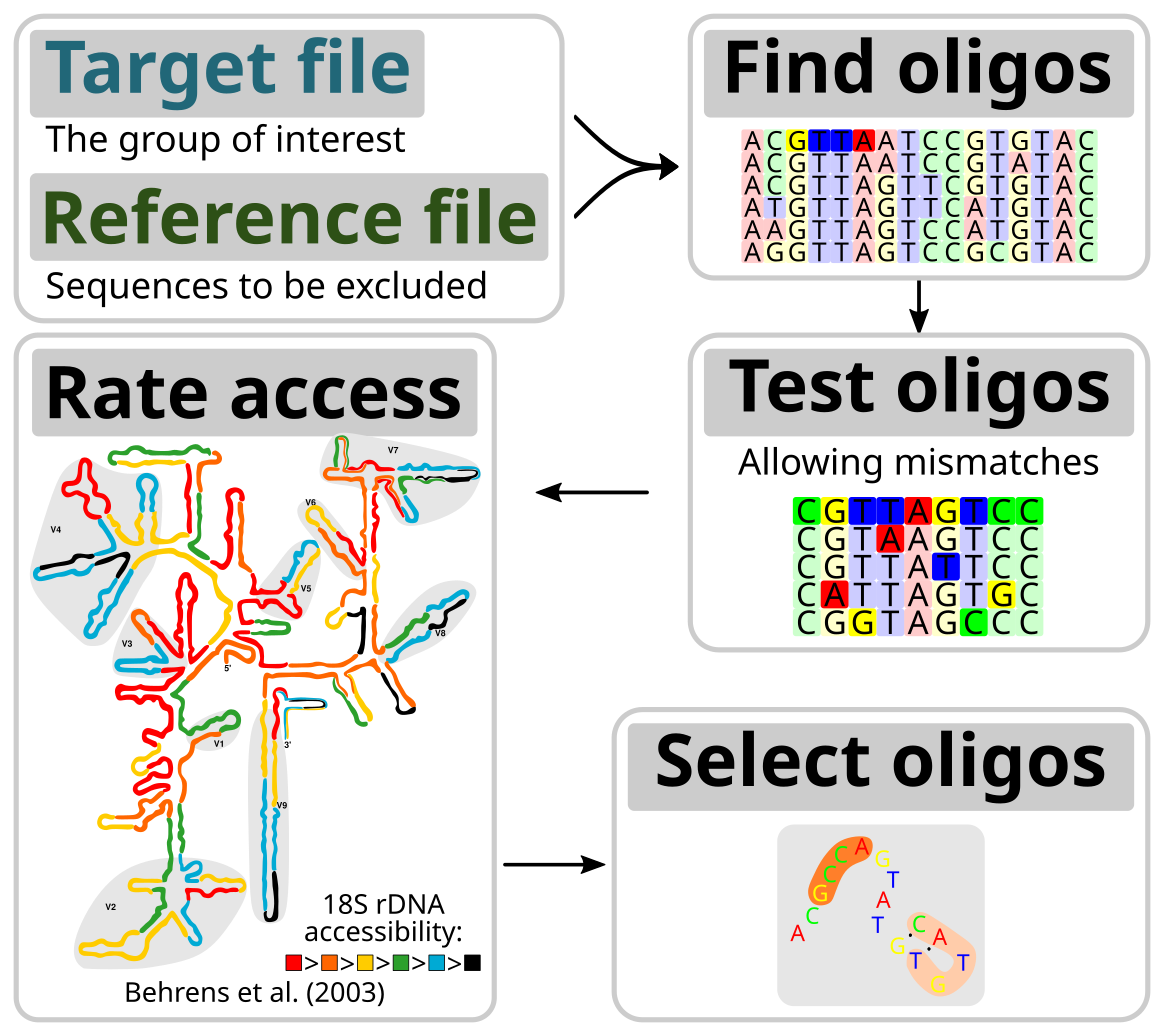 Target file
The group of interest
Reference file
Sequences to be excluded
Find oligos
ACGTTAATCCGTGTAC
ACGTTAATCCGTATAC
ACGTTAGTTCGTGTAC
ATGTTAGTTCATGTAC
AAGTTAGTCCATGTAC
AGGTTAGTCCGCGTAC
Test oligos
Allowing mismatches
CGTTAGTCC
CGTAAGTCC
CGTTATTCC
CATTAGTGC
CGGTAGCCC
Rate access
V7
V6
V4
V5
V8
V3
5'
V1
3'
V9
V2
18S rDNA
accessibility:
>>>>>
Behrens et al. (2003)
Select oligos
ACGCCAGTATGTGTAC